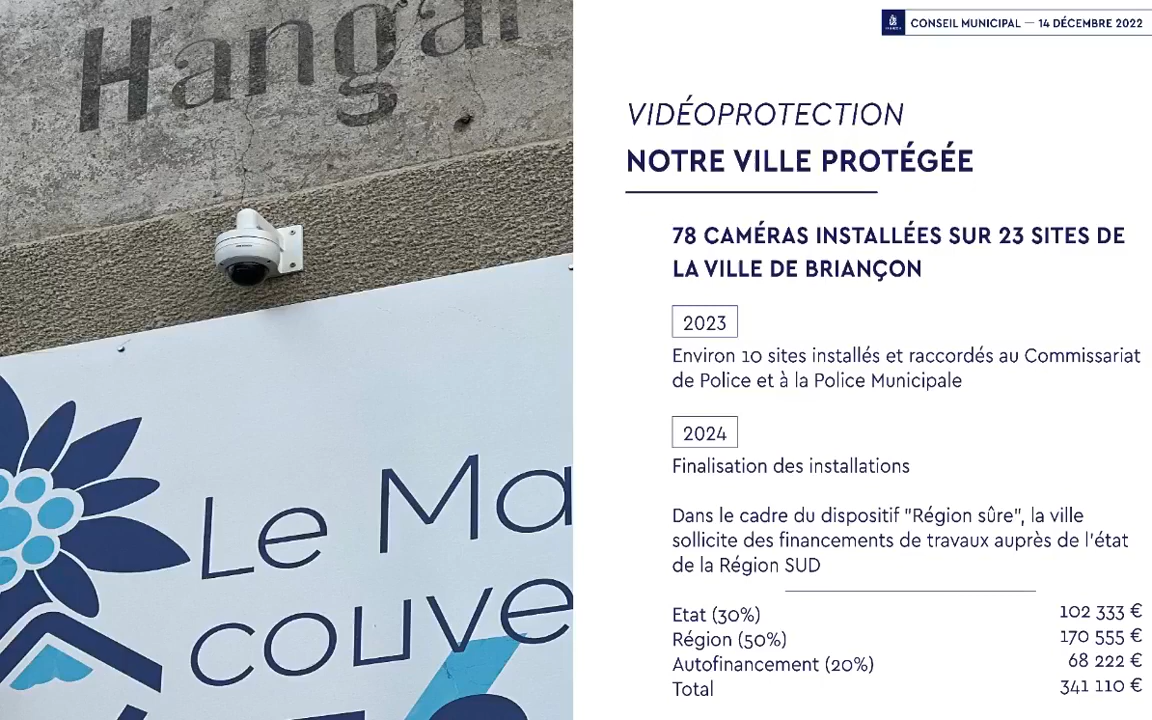 Hangar
Le Ma
couve
CONSEIL MUNICIPAL — 14 DÉCEMBRE 2022
VIDÉOPROTECTION
NOTRE VILLE PROTÉGÉE
78 CAMÉRAS INSTALLÉES SUR 23 SITES DE
LA VILLE DE BRIANÇON
2023
Environ 10 sites installés et raccordés au Commissariat
de Police et à la Police Municipale
2024
Finalisation des installations
Dans le cadre du dispositif "Région sûre", la ville
sollicite des financements de travaux auprès de l'état
de la Région SUD
Etat (30%) 102 333 €
Région (50%) 170 555 €
Autofinancement (20%) 68 222 €
Total 341 110 €